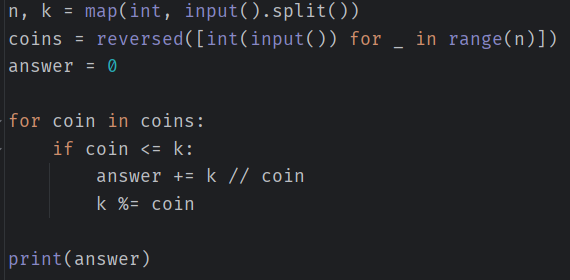 n, k = map(int, input().split())
coins = reversed([int(input()) for _ in range(n)])
answer = 0

for coin in coins:
    if coin <= k:
        answer += k // coin
        k %= coin

print(answer)